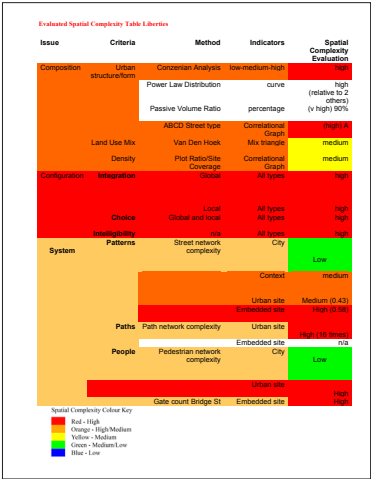 Evaluated Spatial Complexity Table Liberties
Issue Criteria Method Indicators Spatial
Complexity
Evaluation
Composition Urban Conzenian Analysis low-medium-high high
structure/form
Power Law Distribution curve high
(relative to 2
others)
Passive Volume Ratio percentage (v high) 90%
ABCD Street type Correlational (high) A
Graph
Land Use Mix Van Den Hoek Mix triangle medium
Density Plot Ratio/Site Correlational medium
Coverage Graph
Configuration Integration Global All types high
Local All types high
Choice Global and local All types high
Intelligibility n/a All types high
Patterns Street network City
System complexity
Low
Context medium
Urban site Medium (0.43)
Embedded site High (0.58)
Paths Path network complexity Urban site
High (15 times)
Embedded site n/a
People Pedestrian network City
complexity
Low
Urban site
High
Gate count Bridge St Embedded site High
Spatial Complexity Colour Key
Red - High
Orange - High/Medium
Yellow - Medium
Green - Medium/Low
Blue - Low